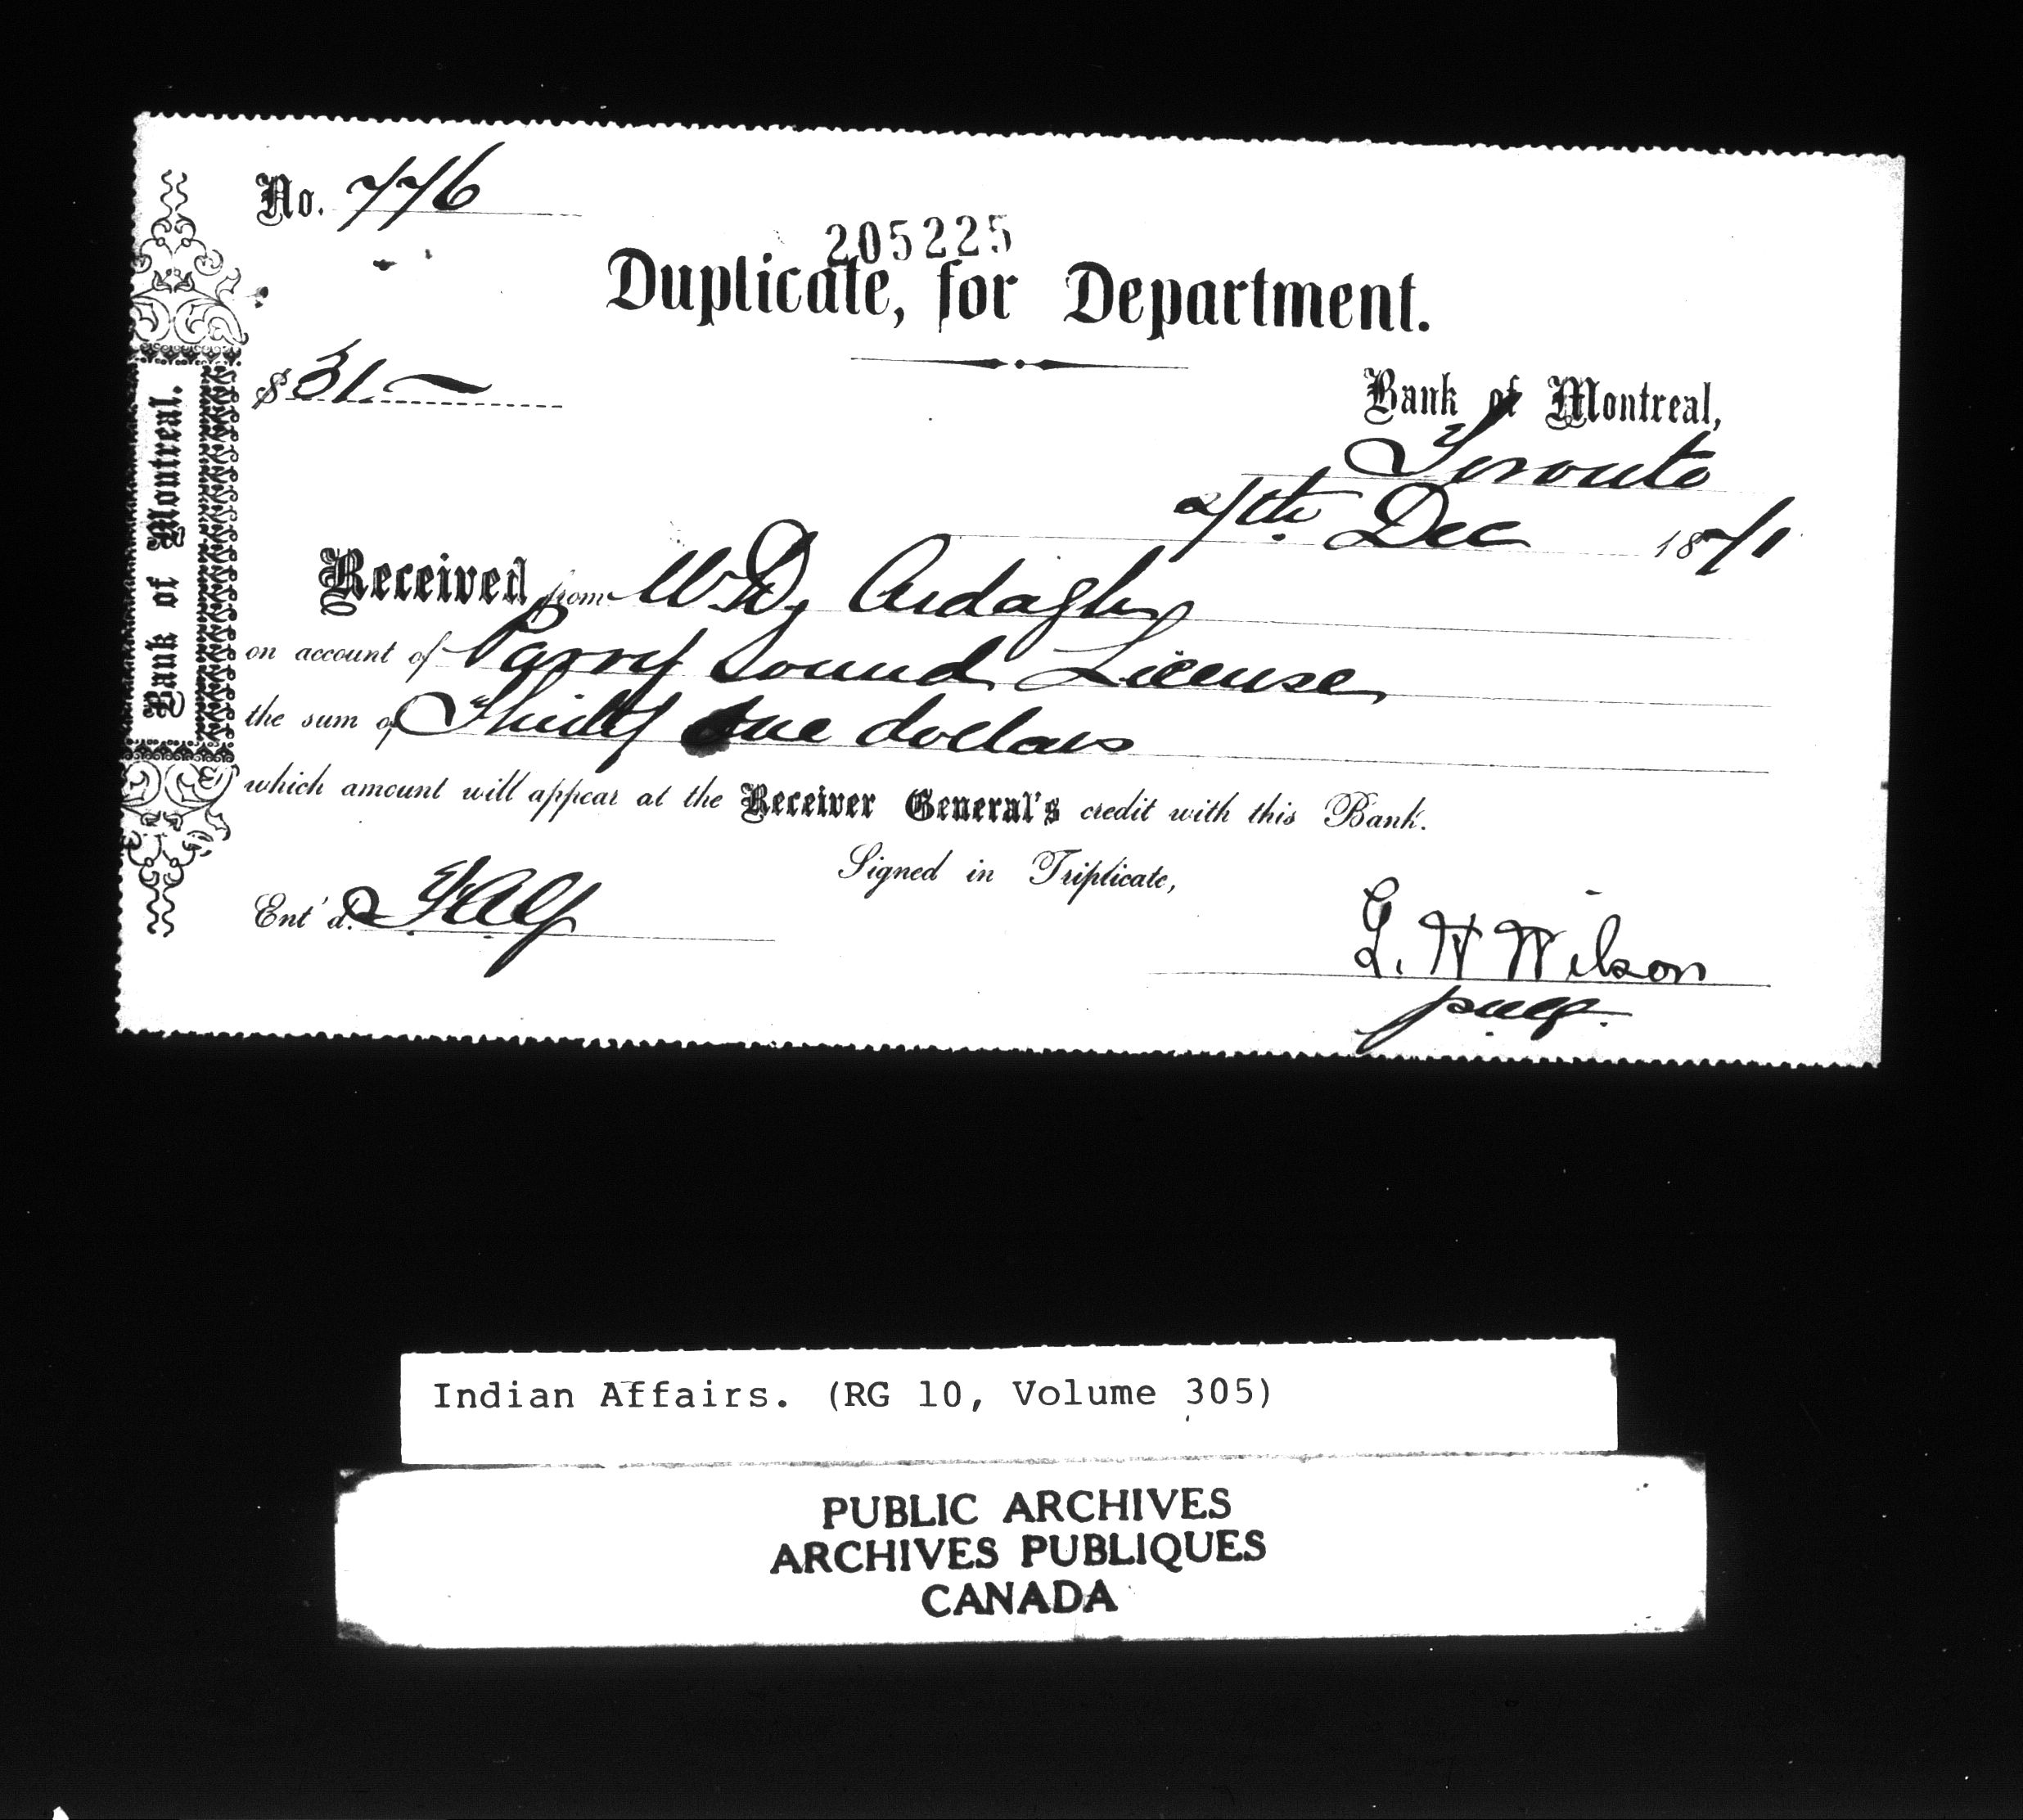 No. 776
205225
Duplicate, for Department.
$ 31.—
Bank of Montreal,
Toronto
27th. Dec 1871
Received from W. D. Ardagh
on account of Parry Sound License
the sum of Thirty one dollars
which amount will appear at the Receiver General's credit with this Bank.
Signed in Triplicate,
Ent'd.
G. H Wilson
Bank of Montreal.
Indian Affairs. (RG 10, Volume 305)
PUBLIC ARCHIVES
ARCHIVES PUBLIQUES
CANADA